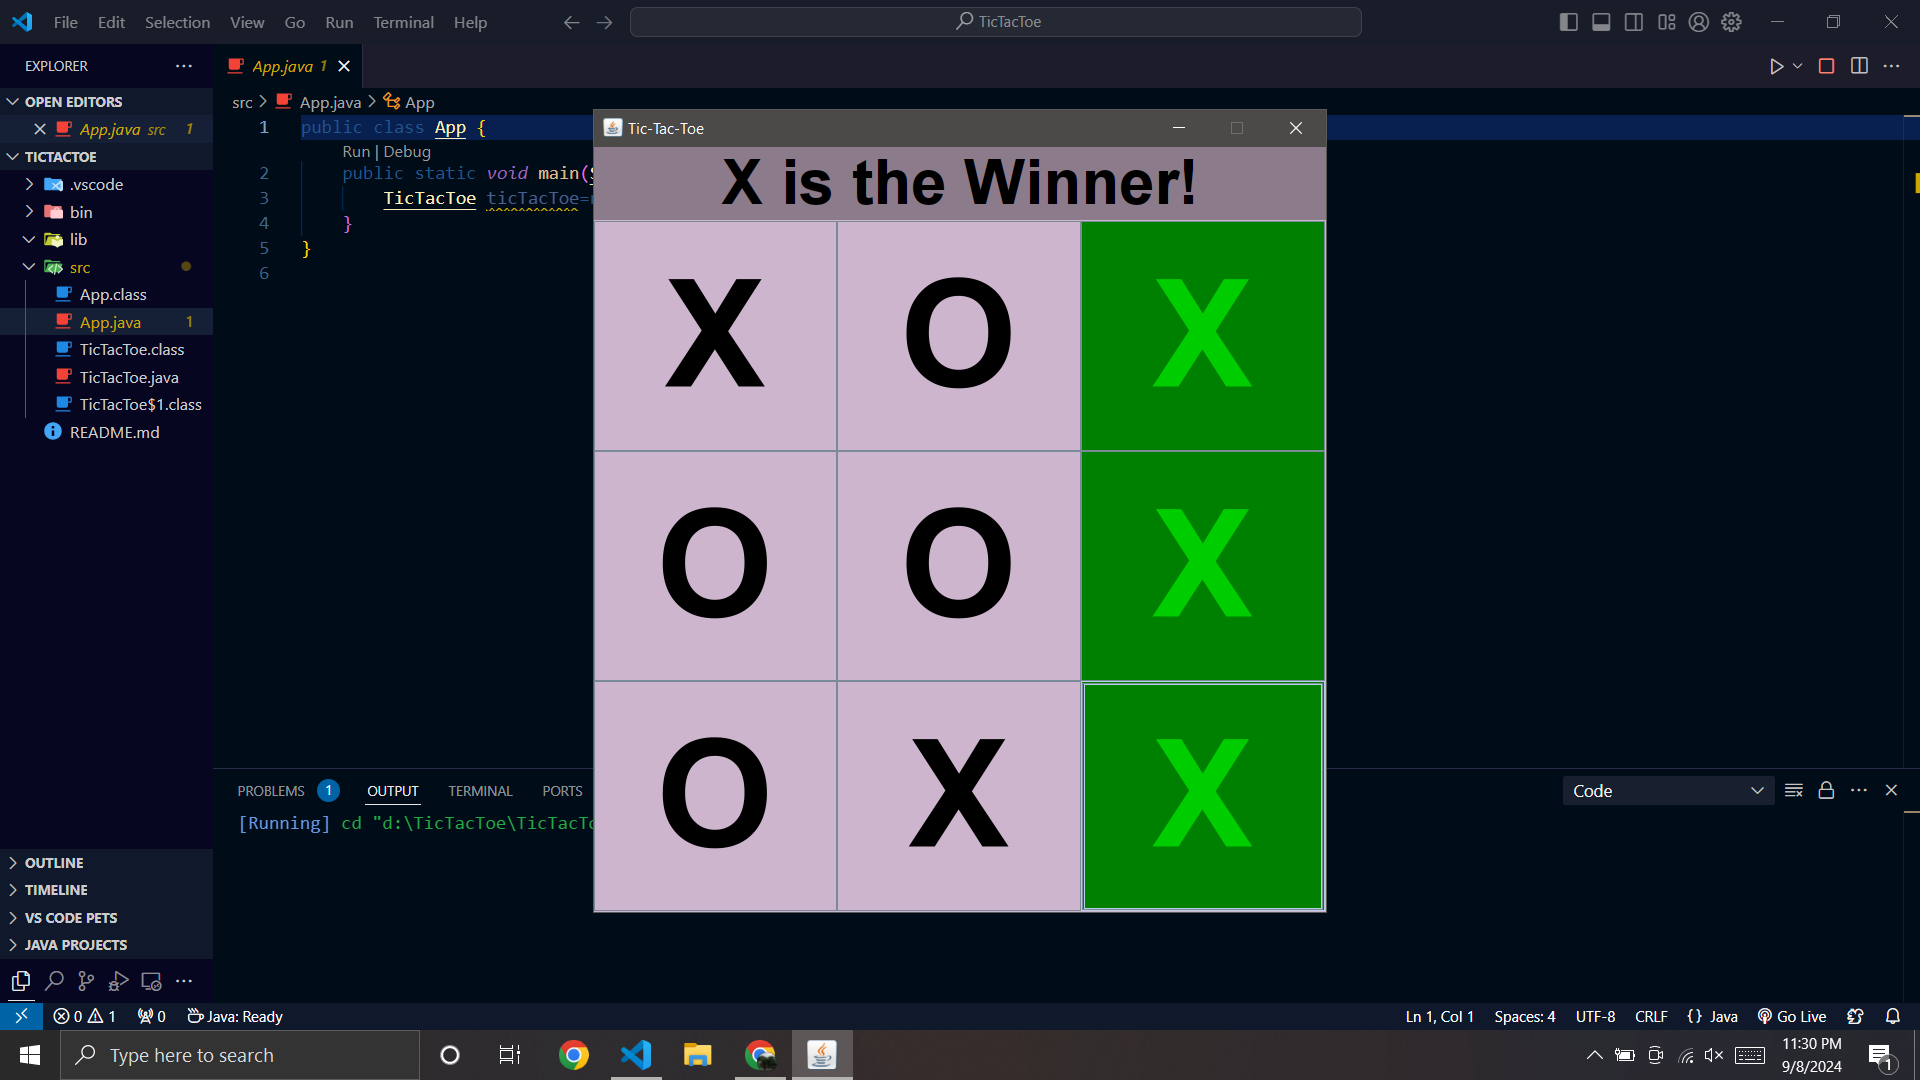 File Edit Selection View Go Run Terminal Help
TicTacToe
EXPLORER
App.java 1
OPEN EDITORS
App.java src 1
TICTACTOE
.vscode
bin
lib
src
App.class
App.java 1
TicTacToe.class
TicTacToe.java
TicTacToe$1.class
README.md
OUTLINE
TIMELINE
VS CODE PETS
JAVA PROJECTS
src > App.java > App
1 public class App {
Run | Debug
2 public static void main(
3 TicTacToe ticTacToe=
4 }
5 }
6
Tic-Tac-Toe
X is the Winner!
X O X
O O X
O X X
PROBLEMS 1 OUTPUT TERMINAL PORTS
Code
[Running] cd "d:\TicTacToe\TicTacTo
0 1 0 Java: Ready
Ln 1, Col 1 Spaces: 4 UTF-8 CRLF {} Java Go Live
Type here to search
11:30 PM
9/8/2024
1